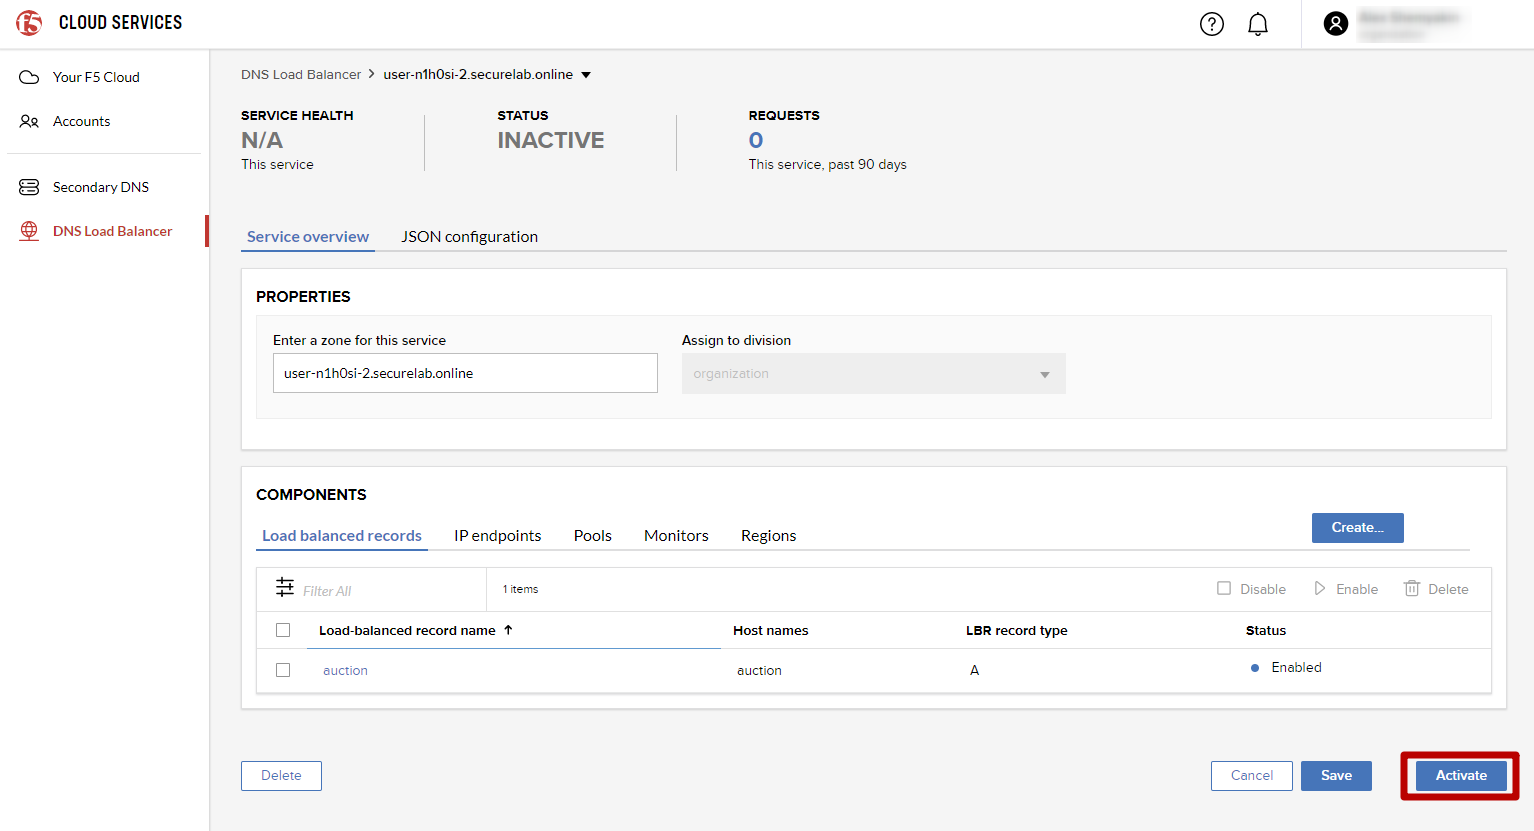 f5 CLOUD SERVICES
Your F5 Cloud
Accounts
Secondary DNS
DNS Load Balancer
DNS Load Balancer > user-n1h0si-2.securelab.online
SERVICE HEALTH
N/A
This service
STATUS
INACTIVE
REQUESTS
0
This service, past 90 days
Service overview JSON configuration
PROPERTIES
Enter a zone for this service
user-n1h0si-2.securelab.online
Assign to division
organization
COMPONENTS
Load balanced records IP endpoints Pools Monitors Regions Create...
Filter All 1 items Disable Enable Delete
Load-balanced record name ↑ Host names LBR record type Status
auction auction A Enabled
Delete Cancel Save Activate